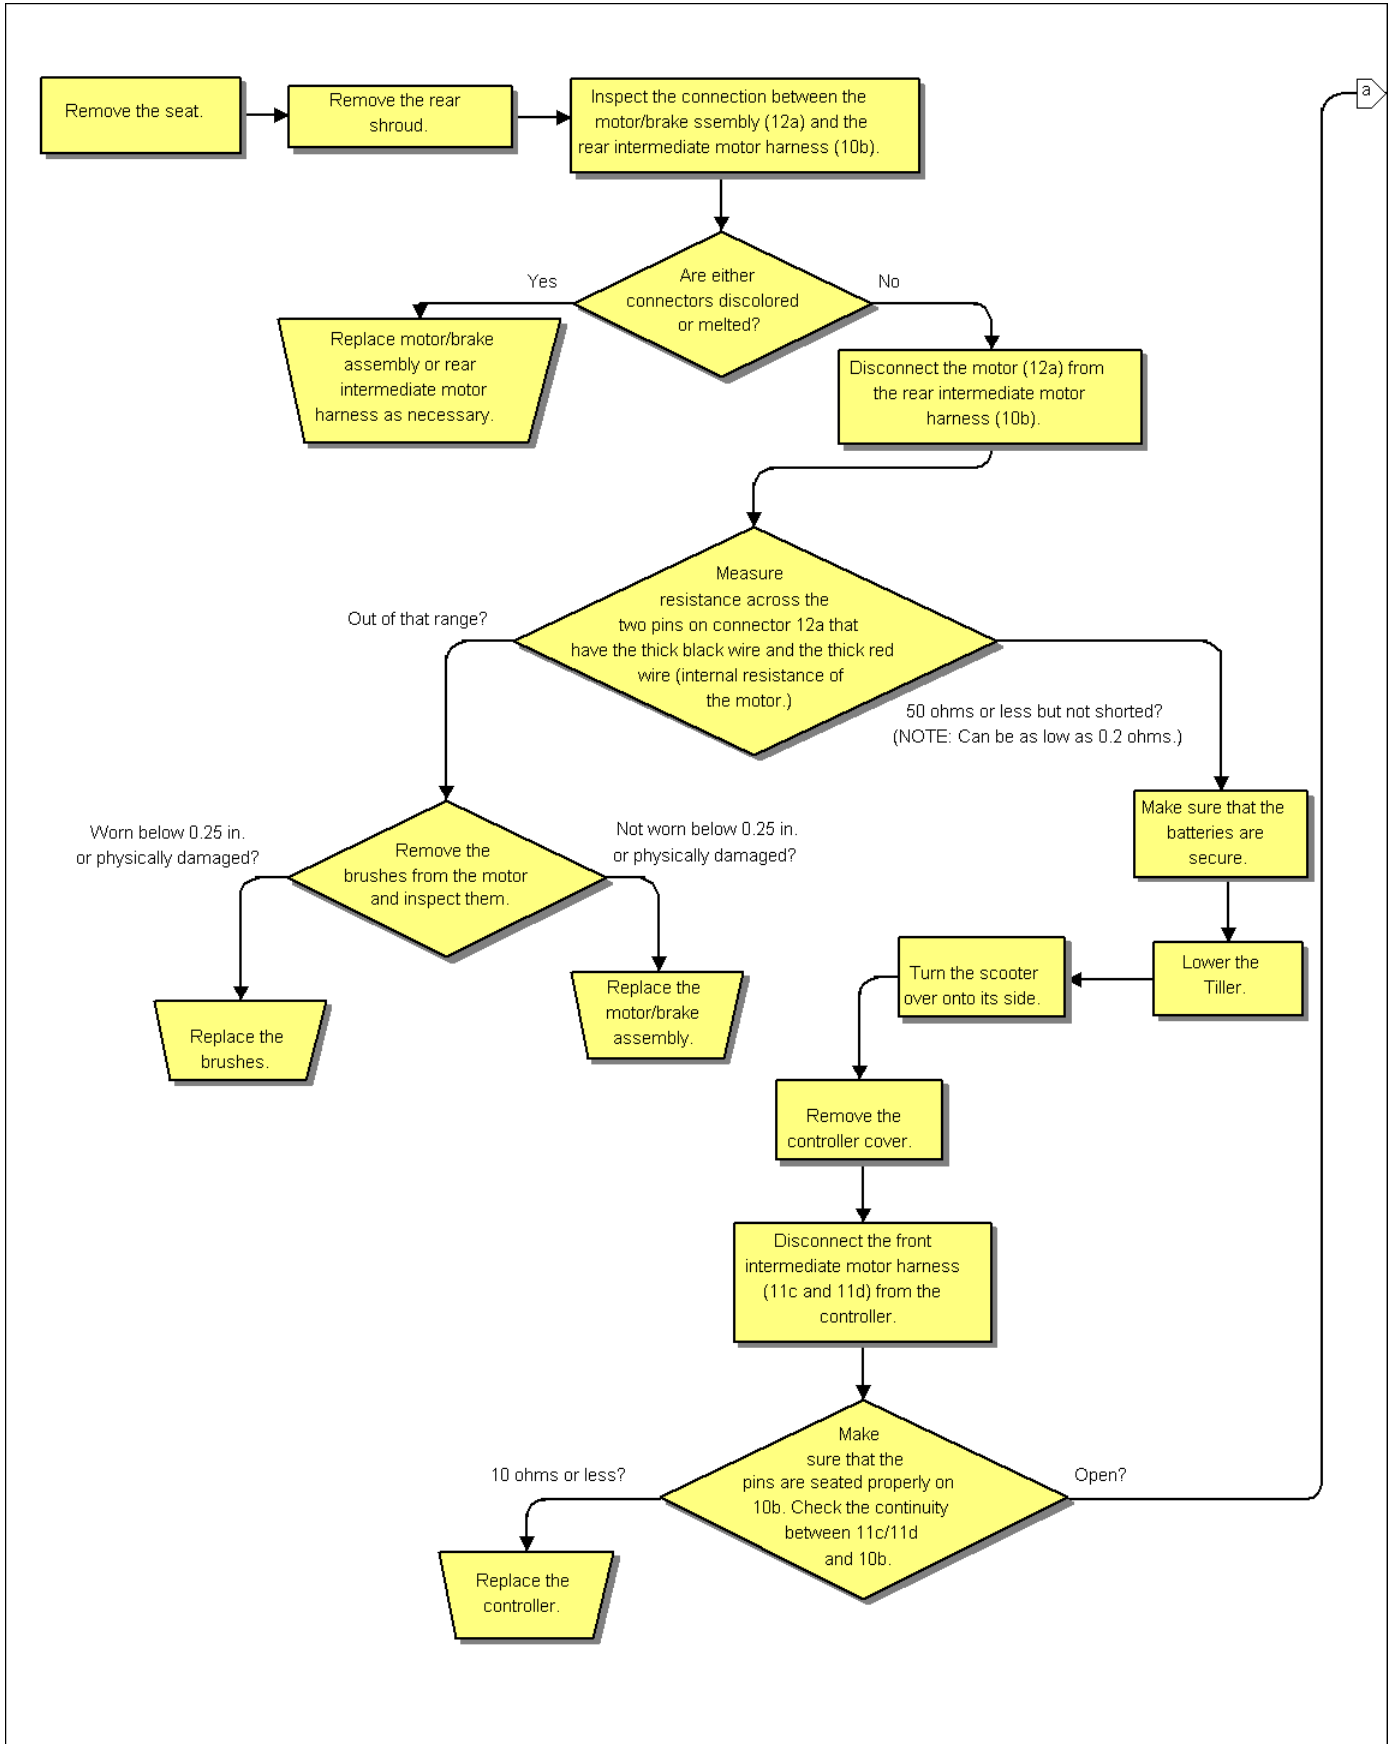 Remove the seat.
Remove the rear
shroud.
Inspect the connection between the
motor/brake ssembly (12a) and the
rear intermediate motor harness (10b).
a
Are either
connectors discolored
or melted?
Yes
No
Replace motor/brake
assembly or rear
intermediate motor
harness as necessary.
Disconnect the motor (12a) from
the rear intermediate motor
harness (10b).
Measure
resistance across the
two pins on connector 12a that
have the thick black wire and the thick red
wire (internal resistance of
the motor.)
Out of that range?
50 ohms or less but not shorted?
(NOTE: Can be as low as 0.2 ohms.)
Worn below 0.25 in.
or physically damaged?
Remove the
brushes from the motor
and inspect them.
Not worn below 0.25 in.
or physically damaged?
Replace the
brushes.
Replace the
motor/brake
assembly.
Make sure that the
batteries are
secure.
Lower the
Tiller.
Turn the scooter
over onto its side.
Remove the
controller cover.
Disconnect the front
intermediate motor harness
(11c and 11d) from the
controller.
Make
sure that the
pins are seated properly on
10b. Check the continuity
between 11c/11d
and 10b.
10 ohms or less?
Open?
Replace the
controller.